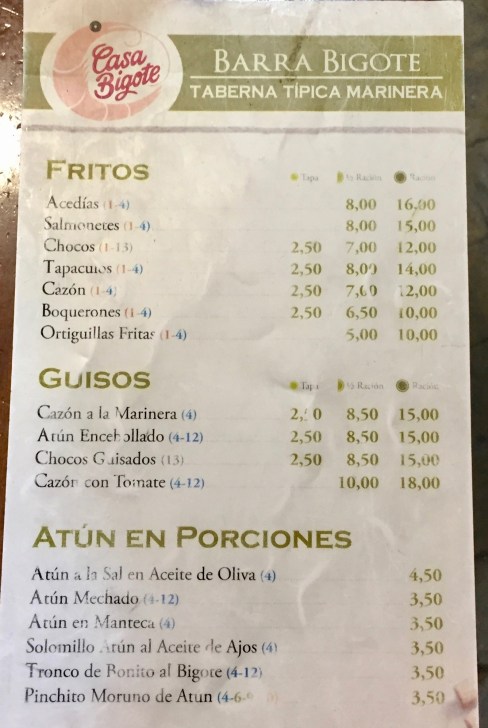 Casa
Bigote
BARRA BIGOTE
TABERNA TÍPICA MARINERA
FRITOS
Tapa ½ Ración Ración
Acedías (1-4) 8,00 16,00
Salmonetes (1-4) 8,00 15,00
Chocos (1-13) 2,50 7,00 12,00
Tapaculos (1-4) 2,50 8,00 14,00
Cazón (1-4) 2,50 7,00 12,00
Boquerones (1-4) 2,50 6,50 10,00
Ortiguillas Fritas (1-4) 5,00 10,00
GUISOS
Tapa ½ Ración Ración
Cazón a la Marinera (4) 2,50 8,50 15,00
Atún Encebollado (4-12) 2,50 8,50 15,00
Chocos Guisados (13) 2,50 8,50 15,00
Cazón con Tomate (4-12) 10,00 18,00
ATÚN EN PORCIONES
Atún a la Sal en Aceite de Oliva (4) 4,50
Atún Mechado (4-12) 3,50
Atún en Manteca (4) 3,50
Solomillo Atún al Aceite de Ajos (4) 3,50
Tronco de Bonito al Bigote (4-12) 3,50
Pinchito Moruno de Atun 3,50